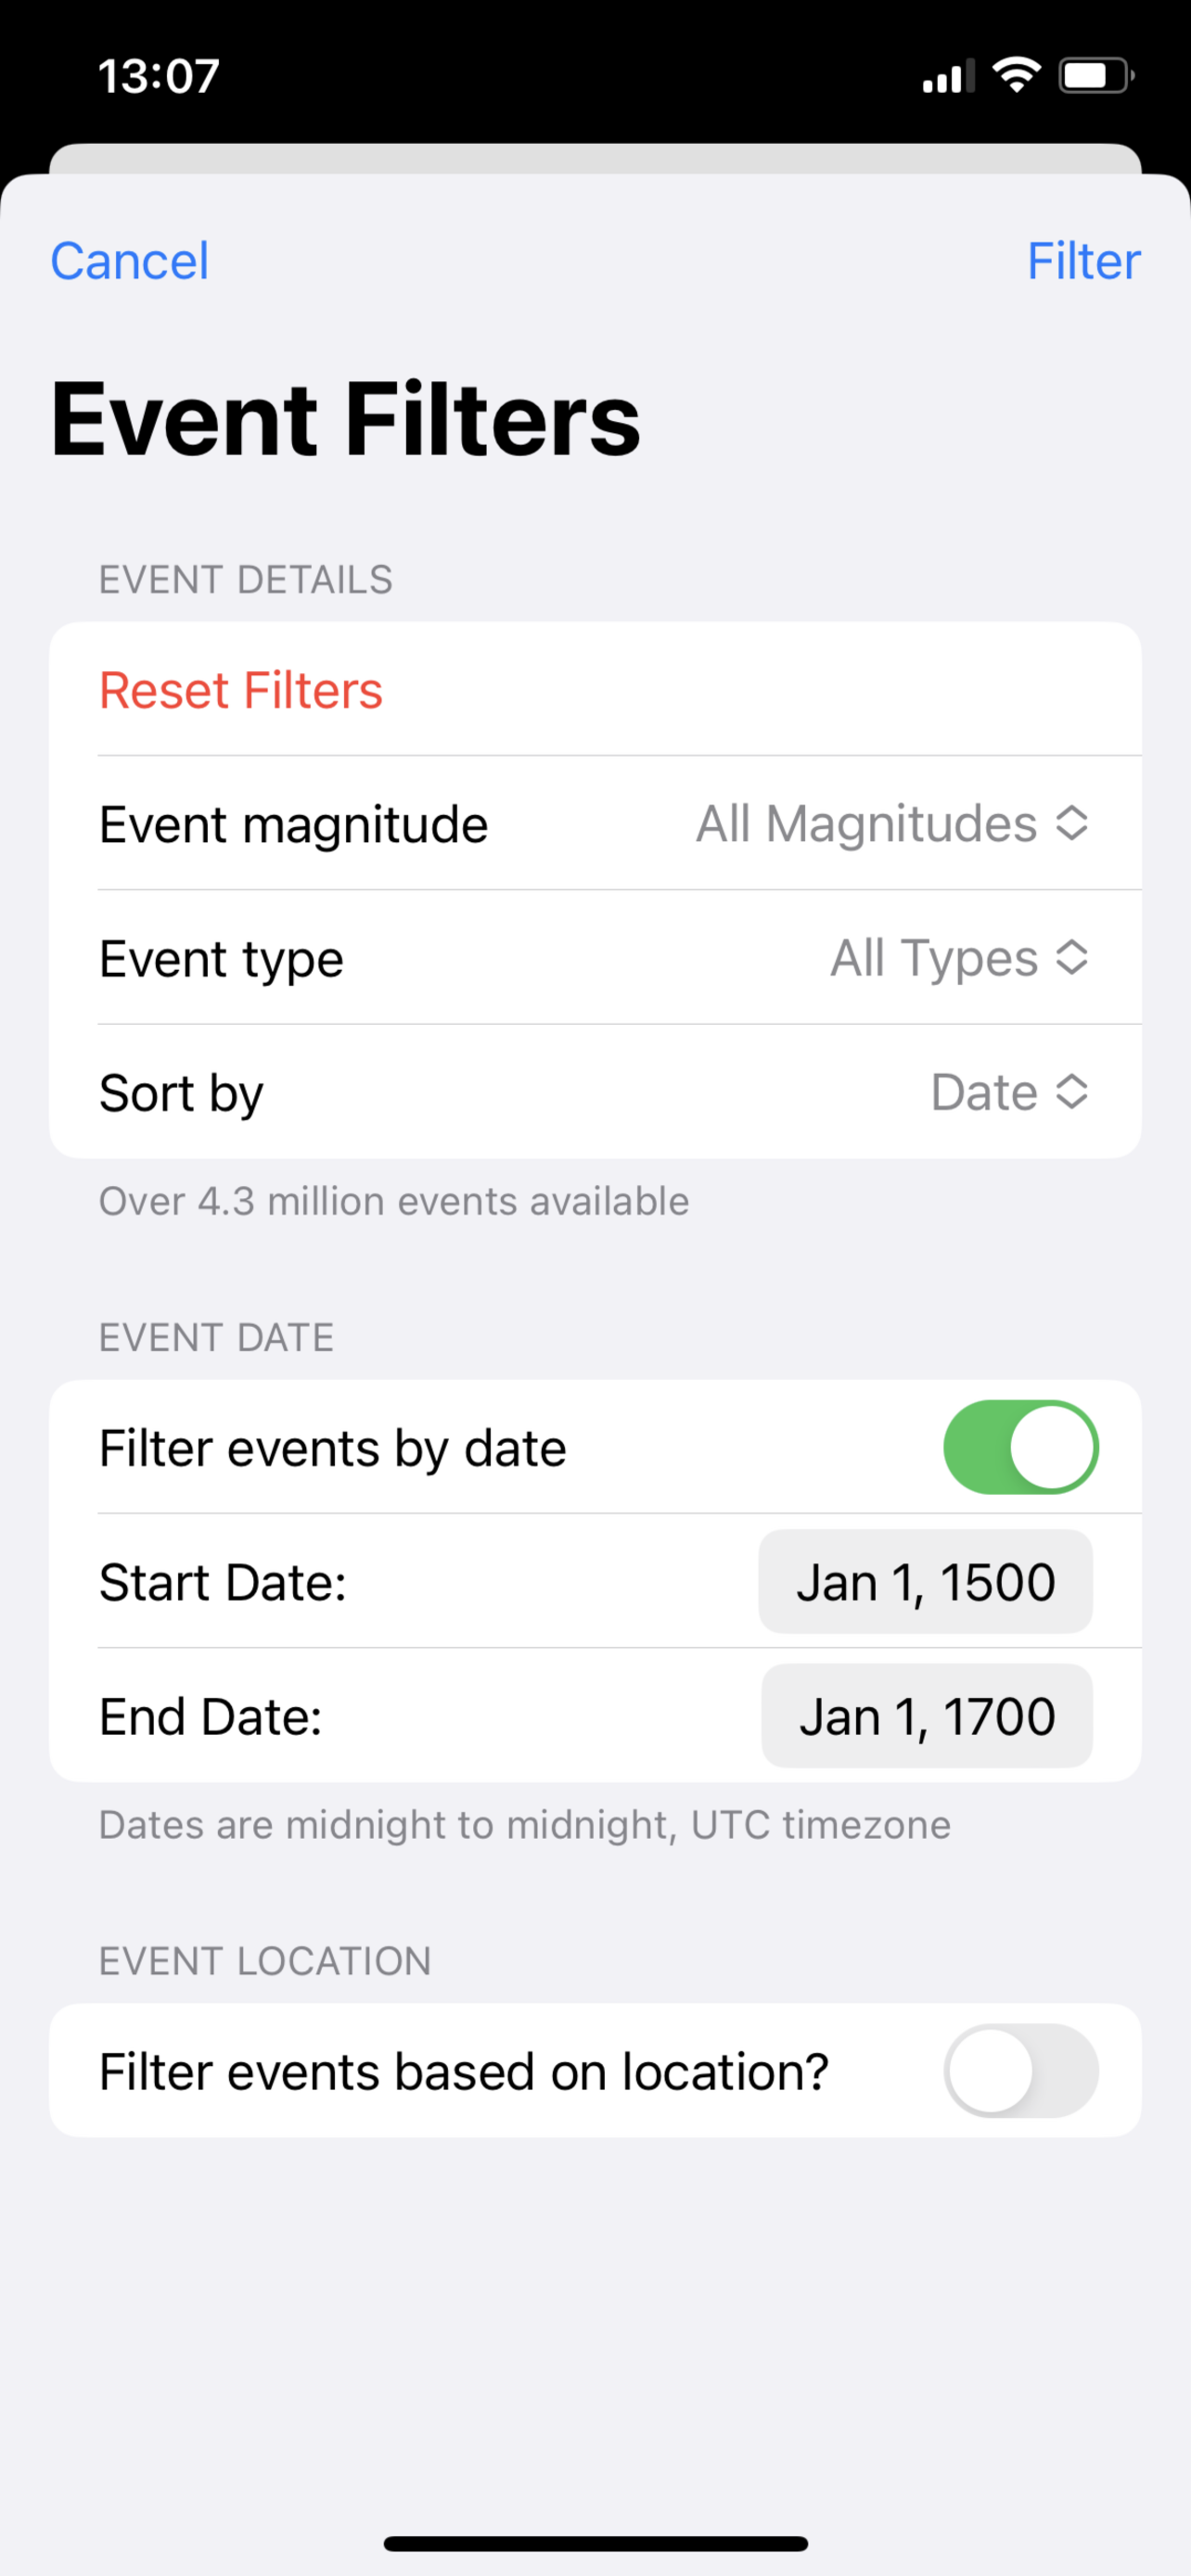 13:07
Cancel Filter
Event Filters
EVENT DETAILS
Reset Filters
Event magnitude All Magnitudes
Event type All Types
Sort by Date
Over 4.3 million events available
EVENT DATE
Filter events by date
Start Date: Jan 1, 1500
End Date: Jan 1, 1700
Dates are midnight to midnight, UTC timezone
EVENT LOCATION
Filter events based on location?